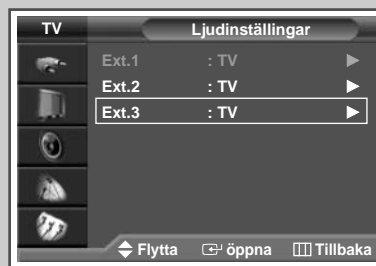 TV Ljudinställingar
Ext.1 : TV
Ext.2 : TV
Ext.3 : TV
Flytta öppna Tillbaka